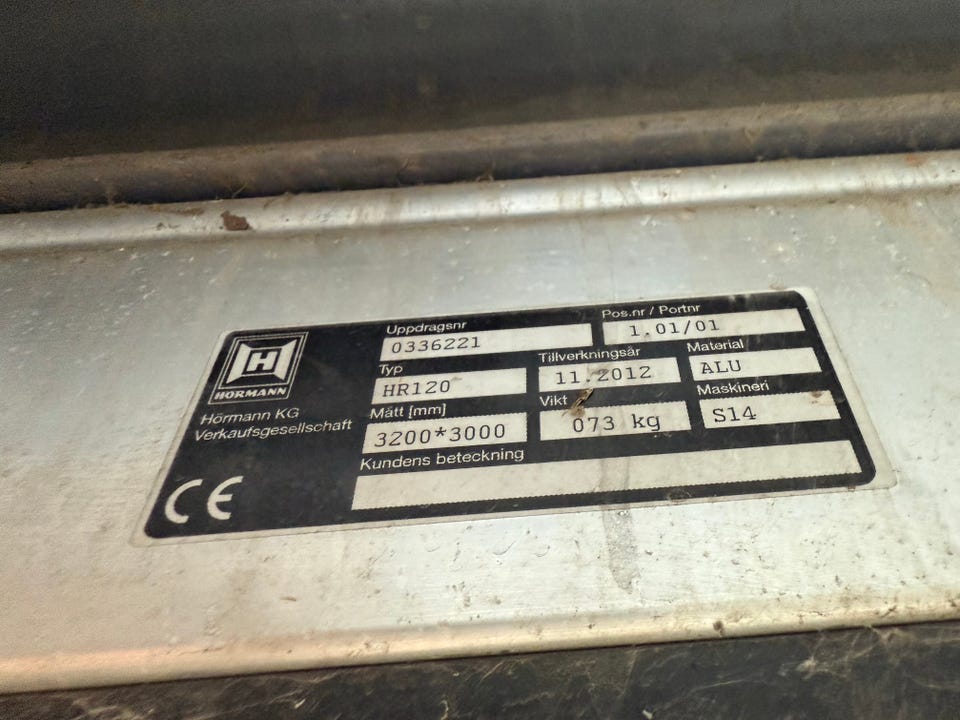 H
HÖRMANN
Hörmann KG
Verkaufsgesellschaft
CE
Uppdragsnr
0336221
Pos.nr / Portnr
1.01/01
Typ
HR120
Tillverkningsår
11.2012
Material
ALU
Mått [mm]
3200*3000
Vikt
073 kg
Maskineri
S14
Kundens beteckning